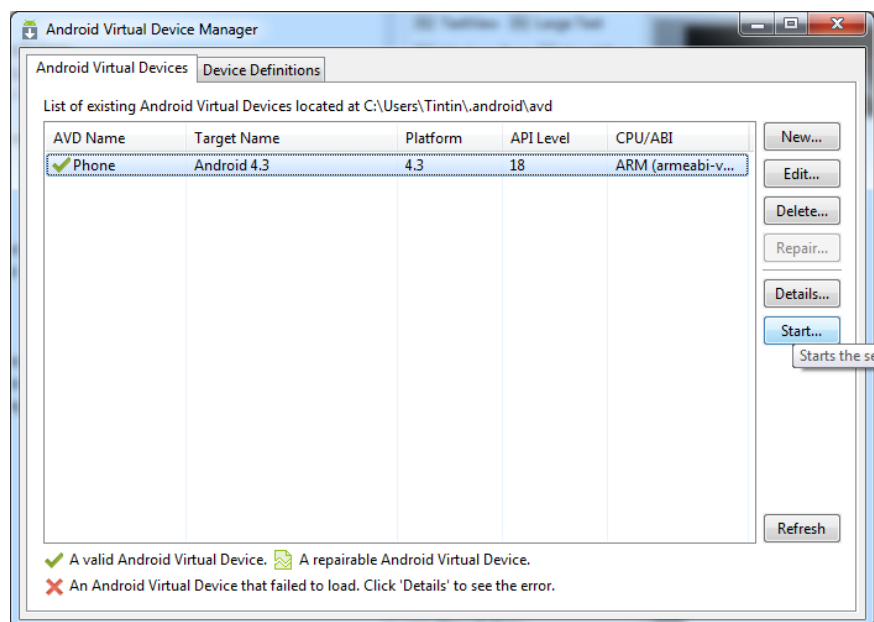 Android Virtual Device Manager
Android Virtual Devices Device Definitions
List of existing Android Virtual Devices located at C:\Users\Tintin\.android\avd
AVD Name Target Name Platform API Level CPU/ABI
Phone Android 4.3 4.3 18 ARM (armeabi-v...
New...
Edit...
Delete...
Repair...
Details...
Start...
Starts the se
Refresh
A valid Android Virtual Device. A repairable Android Virtual Device.
An Android Virtual Device that failed to load. Click 'Details' to see the error.